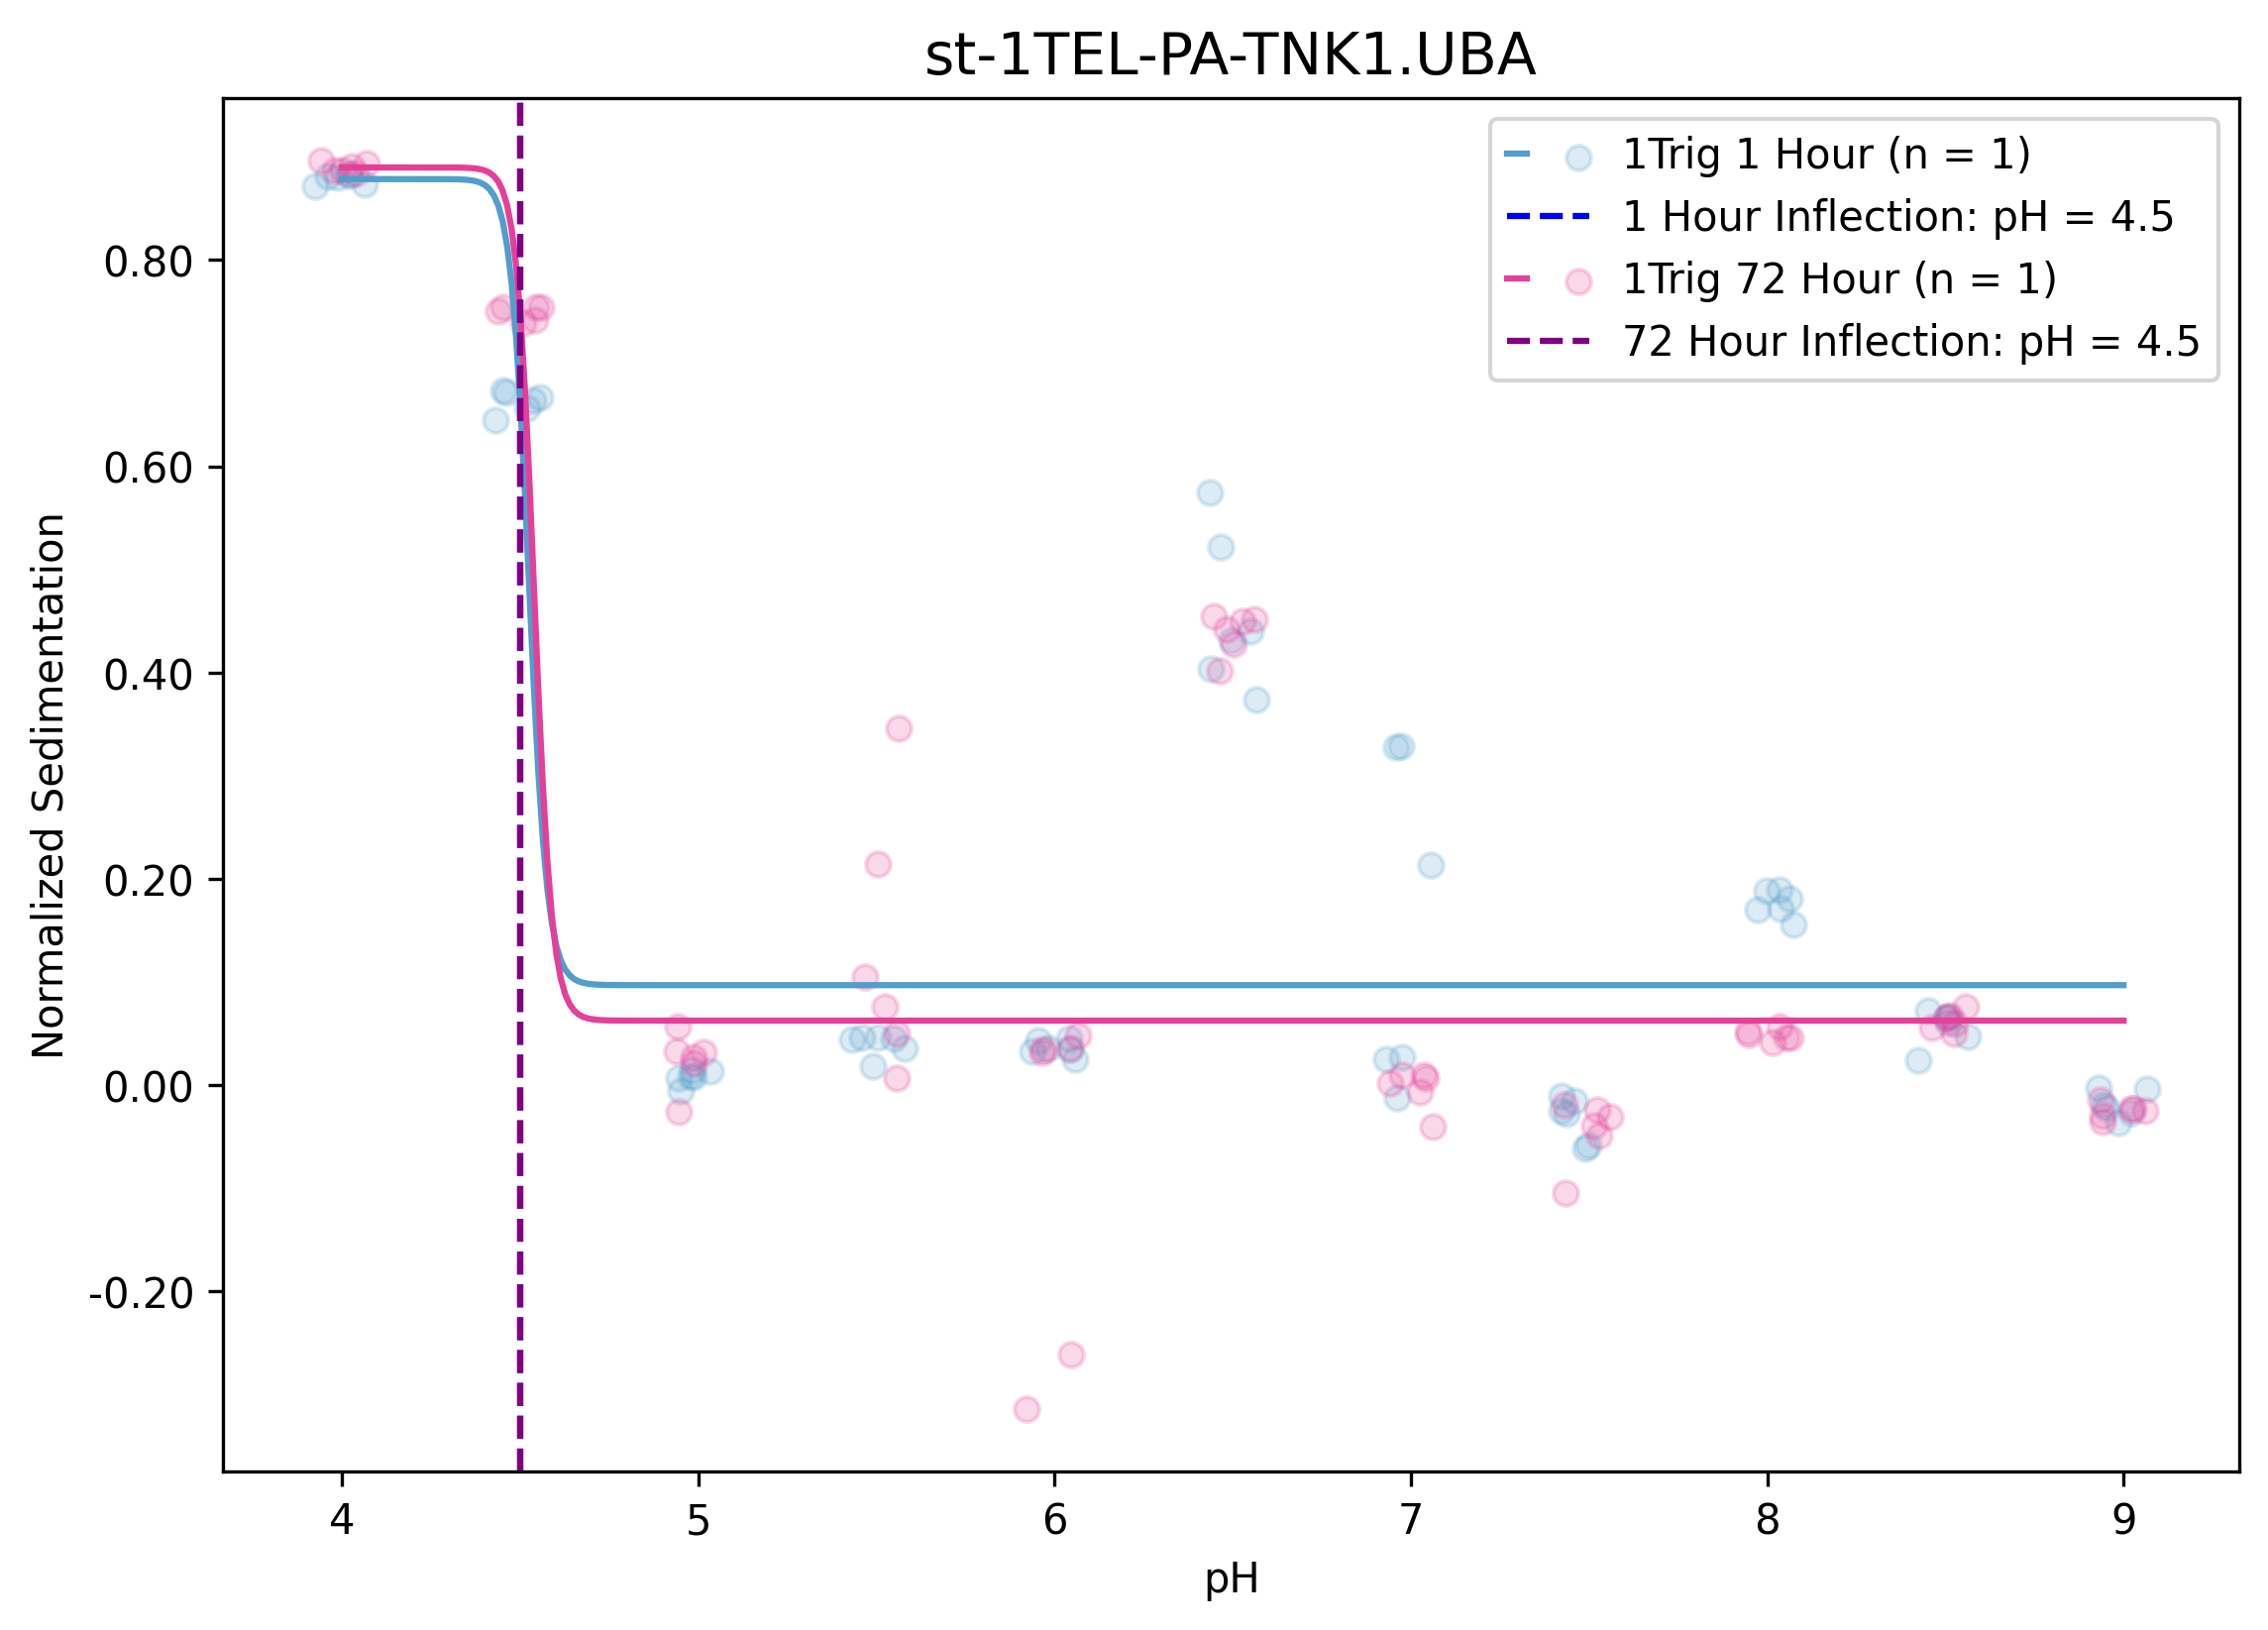 st-1TEL-PA-TNK1.UBA
1Trig 1 Hour (n = 1)
1 Hour Inflection: pH = 4.5
1Trig 72 Hour (n = 1)
72 Hour Inflection: pH = 4.5
Normalized Sedimentation
0.80
0.60
0.40
0.20
0.00
-0.20
4 5 6 7 8 9
pH